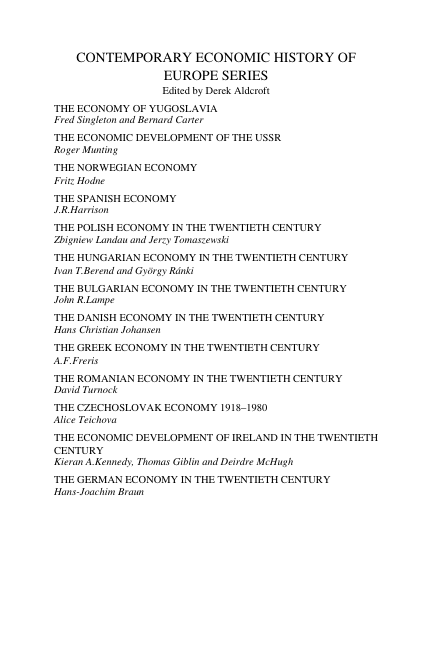 CONTEMPORARY ECONOMIC HISTORY OF
EUROPE SERIES
Edited by Derek Aldcroft
THE ECONOMY OF YUGOSLAVIA
Fred Singleton and Bernard Carter
THE ECONOMIC DEVELOPMENT OF THE USSR
Roger Munting
THE NORWEGIAN ECONOMY
Fritz Hodne
THE SPANISH ECONOMY
J.R.Harrison
THE POLISH ECONOMY IN THE TWENTIETH CENTURY
Zbigniew Landau and Jerzy Tomaszewski
THE HUNGARIAN ECONOMY IN THE TWENTIETH CENTURY
Ivan T.Berend and György Ránki
THE BULGARIAN ECONOMY IN THE TWENTIETH CENTURY
John R.Lampe
THE DANISH ECONOMY IN THE TWENTIETH CENTURY
Hans Christian Johansen
THE GREEK ECONOMY IN THE TWENTIETH CENTURY
A.F.Freris
THE ROMANIAN ECONOMY IN THE TWENTIETH CENTURY
David Turnock
THE CZECHOSLOVAK ECONOMY 1918–1980
Alice Teichova
THE ECONOMIC DEVELOPMENT OF IRELAND IN THE TWENTIETH
CENTURY
Kieran A.Kennedy, Thomas Giblin and Deirdre McHugh
THE GERMAN ECONOMY IN THE TWENTIETH CENTURY
Hans-Joachim Braun